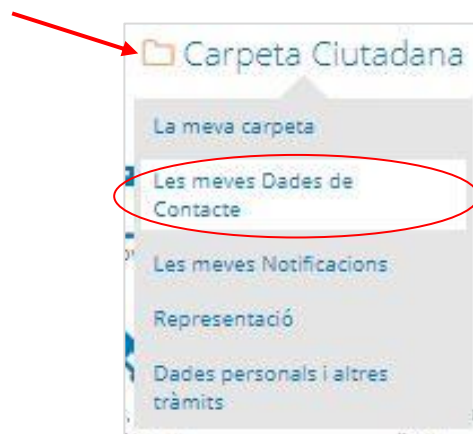 Carpeta Ciutadana
La meva carpeta
Les meves Dades de
Contacte
Les meves Notificacions
Representació
Dades personals i altres
tràmits